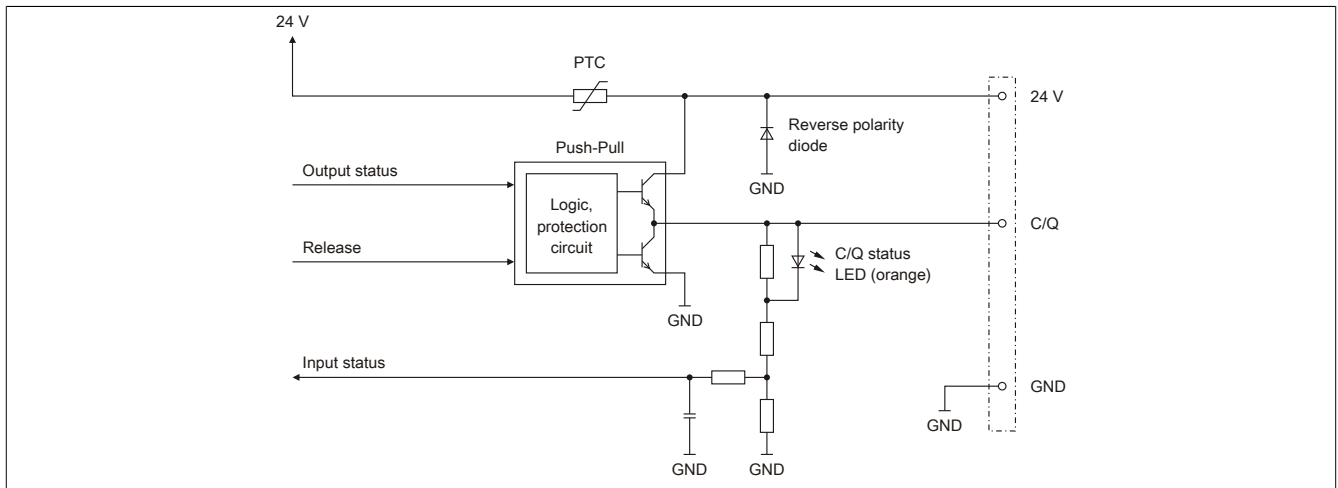 24 V
PTC
24 V
Reverse polarity
diode
Push-Pull
Output status
GND
Logic,
protection
circuit
C/Q
Release
C/Q status
LED (orange)
GND
Input status
GND
GND
GND
GND